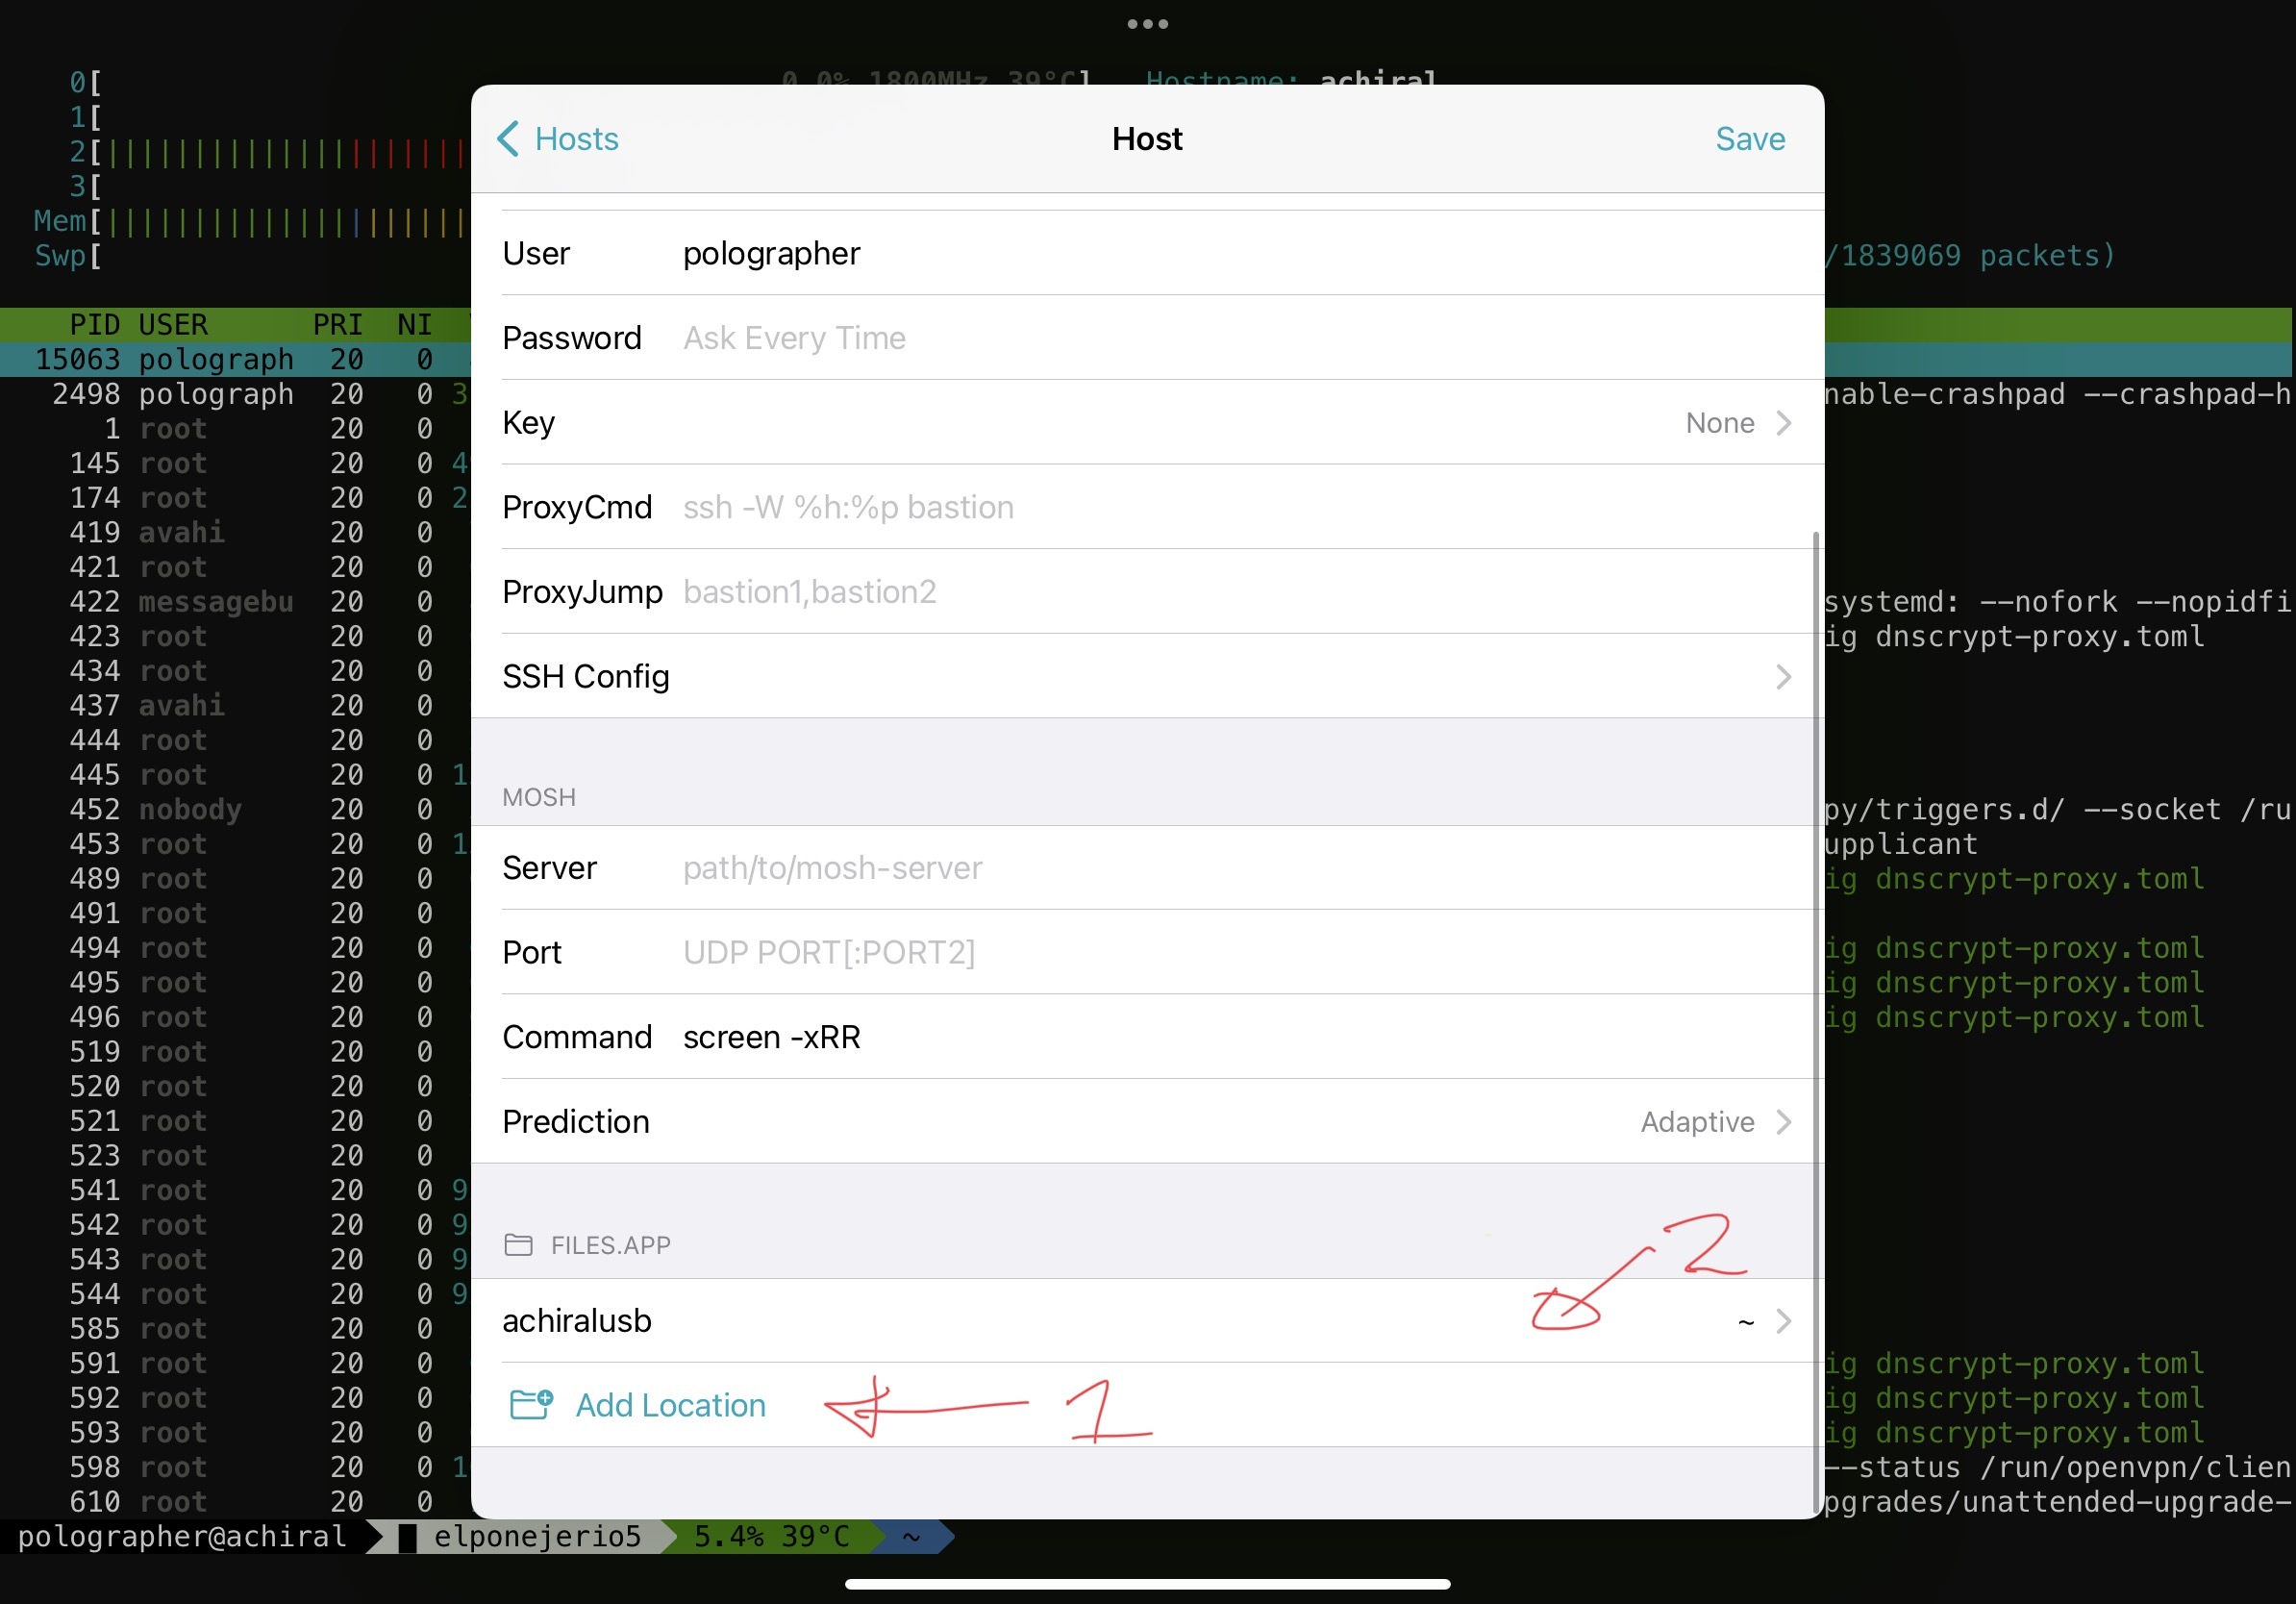 0[ 0.0% 1800MHz 39°C] Hostname: achiral
1[
2[||||||||||||||||||||||
3[
Mem[||||||||||||||||||||||
Swp[ /1839069 packets)
Hosts
Host
Save
User polographer
Password Ask Every Time
Key None
ProxyCmd ssh -W %h:%p bastion
ProxyJump bastion1,bastion2
SSH Config
MOSH
Server path/to/mosh-server
Port UDP PORT[:PORT2]
Command screen -xRR
Prediction Adaptive
FILES.APP
2
achiralusb ~
Add Location
1
PID USER PRI NI
15063 polograph 20 0
2498 polograph 20 0 3 nable-crashpad --crashpad-h
1 root 20 0
145 root 20 0 4
174 root 20 0 2
419 avahi 20 0
421 root 20 0
422 messagebu 20 0 systemd: --nofork --nopidfi
423 root 20 0 ig dnscrypt-proxy.toml
434 root 20 0
437 avahi 20 0
444 root 20 0
445 root 20 0 1
452 nobody 20 0 py/triggers.d/ --socket /ru
453 root 20 0 1 upplicant
489 root 20 0 ig dnscrypt-proxy.toml
491 root 20 0
494 root 20 0 ig dnscrypt-proxy.toml
495 root 20 0 ig dnscrypt-proxy.toml
496 root 20 0 ig dnscrypt-proxy.toml
519 root 20 0
520 root 20 0
521 root 20 0
523 root 20 0
541 root 20 0 9
542 root 20 0 9
543 root 20 0 9
544 root 20 0 9
585 root 20 0
591 root 20 0 ig dnscrypt-proxy.toml
592 root 20 0 ig dnscrypt-proxy.toml
593 root 20 0 ig dnscrypt-proxy.toml
598 root 20 0 1 --status /run/openvpn/clien
610 root 20 0 pgrades/unattended-upgrade-
polographer@achiral elponejerio5 5.4% 39°C ~